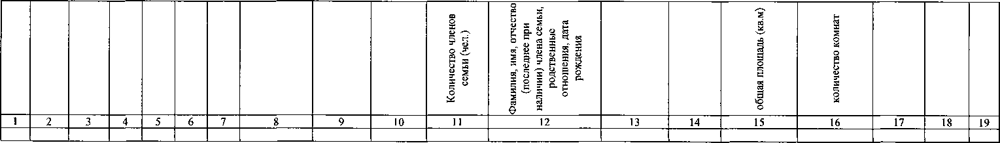 Количество членов
семьи (чел.)
Фамилия, имя, отчество
(последнее при
наличии) члена семьи,
родственные
отношения, дата
рождения
общая площадь (кв.м)
количество комнат
1 2 3 4 5 6 7 8 9 10 11 12 13 14 15 16 17 18 19